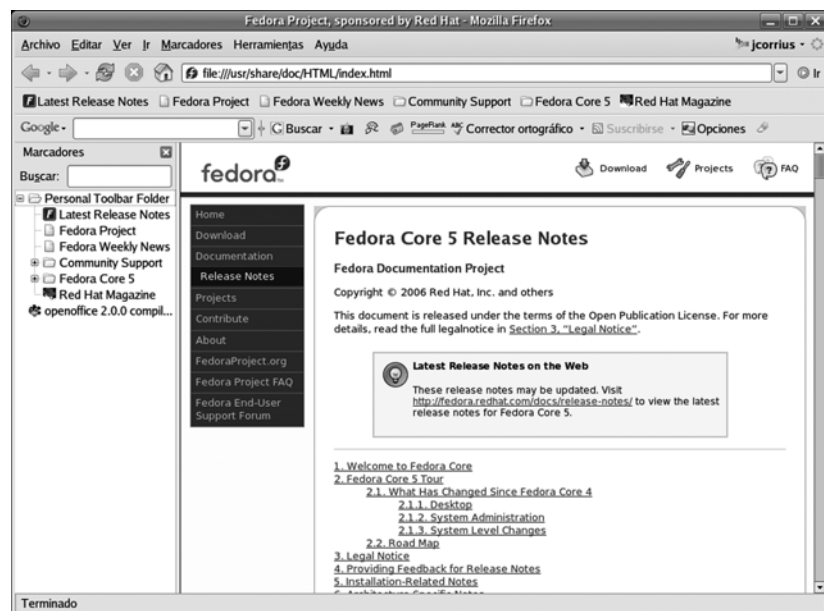 Fedora Project, sponsored by Red Hat - Mozilla Firefox
Archivo Editar Ver Ir Marcadores Herramientas Ayuda
jcorrius
file:///usr/share/doc/HTML/index.html
Ir
Latest Release Notes Fedora Project Fedora Weekly News Community Support Fedora Core 5 Red Hat Magazine
Google Buscar PageRank ABC Corrector ortográfico Suscribirse Opciones
Marcadores
Buscar:
Personal Toolbar Folder
Latest Release Notes
Fedora Project
Fedora Weekly News
Community Support
Fedora Core 5
Red Hat Magazine
openoffice 2.0.0 compil...
fedora
Download Projects FAQ
Home
Download
Documentation
Release Notes
Projects
Contribute
About
FedoraProject.org
Fedora Project FAQ
Fedora End-User
Support Forum
Fedora Core 5 Release Notes
Fedora Documentation Project
Copyright © 2006 Red Hat, Inc. and others
This document is released under the terms of the Open Publication License. For more
details, read the full legalnotice in Section 3, “Legal Notice”.
Latest Release Notes on the Web
These release notes may be updated. Visit
http://fedora.redhat.com/docs/release-notes/ to view the latest
release notes for Fedora Core 5.
1. Welcome to Fedora Core
2. Fedora Core 5 Tour
2.1. What Has Changed Since Fedora Core 4
2.1.1. Desktop
2.1.2. System Administration
2.1.3. System Level Changes
2.2. Road Map
3. Legal Notice
4. Providing Feedback for Release Notes
5. Installation-Related Notes
6. Architecture Specific Notes
Terminado